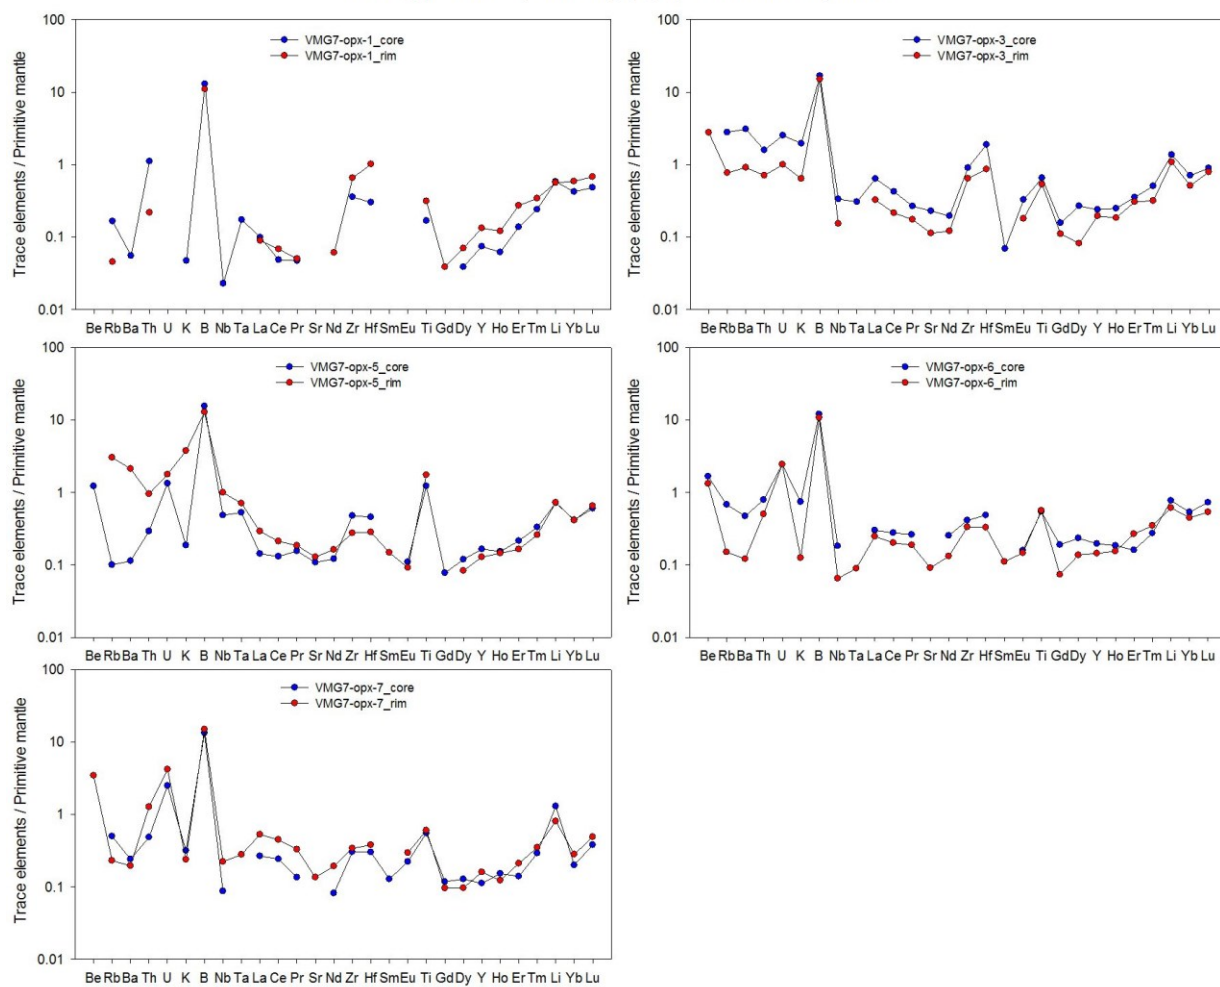 100
10
1
0.1
0.01
Trace elements / Primitive mantle
VMG7-opx-1_core
VMG7-opx-1_rim
Be Rb Ba Th U K B Nb Ta La Ce Pr Sr Nd Zr Hf Sm Eu Ti Gd Dy Y Ho Er Tm Li Yb Lu
100
10
1
0.1
0.01
Trace elements / Primitive mantle
VMG7-opx-3_core
VMG7-opx-3_rim
Be Rb Ba Th U K B Nb Ta La Ce Pr Sr Nd Zr Hf Sm Eu Ti Gd Dy Y Ho Er Tm Li Yb Lu
100
10
1
0.1
0.01
Trace elements / Primitive mantle
VMG7-opx-5_core
VMG7-opx-5_rim
Be Rb Ba Th U K B Nb Ta La Ce Pr Sr Nd Zr Hf Sm Eu Ti Gd Dy Y Ho Er Tm Li Yb Lu
100
10
1
0.1
0.01
Trace elements / Primitive mantle
VMG7-opx-6_core
VMG7-opx-6_rim
Be Rb Ba Th U K B Nb Ta La Ce Pr Sr Nd Zr Hf Sm Eu Ti Gd Dy Y Ho Er Tm Li Yb Lu
100
10
1
0.1
0.01
Trace elements / Primitive mantle
VMG7-opx-7_core
VMG7-opx-7_rim
Be Rb Ba Th U K B Nb Ta La Ce Pr Sr Nd Zr Hf Sm Eu Ti Gd Dy Y Ho Er Tm Li Yb Lu